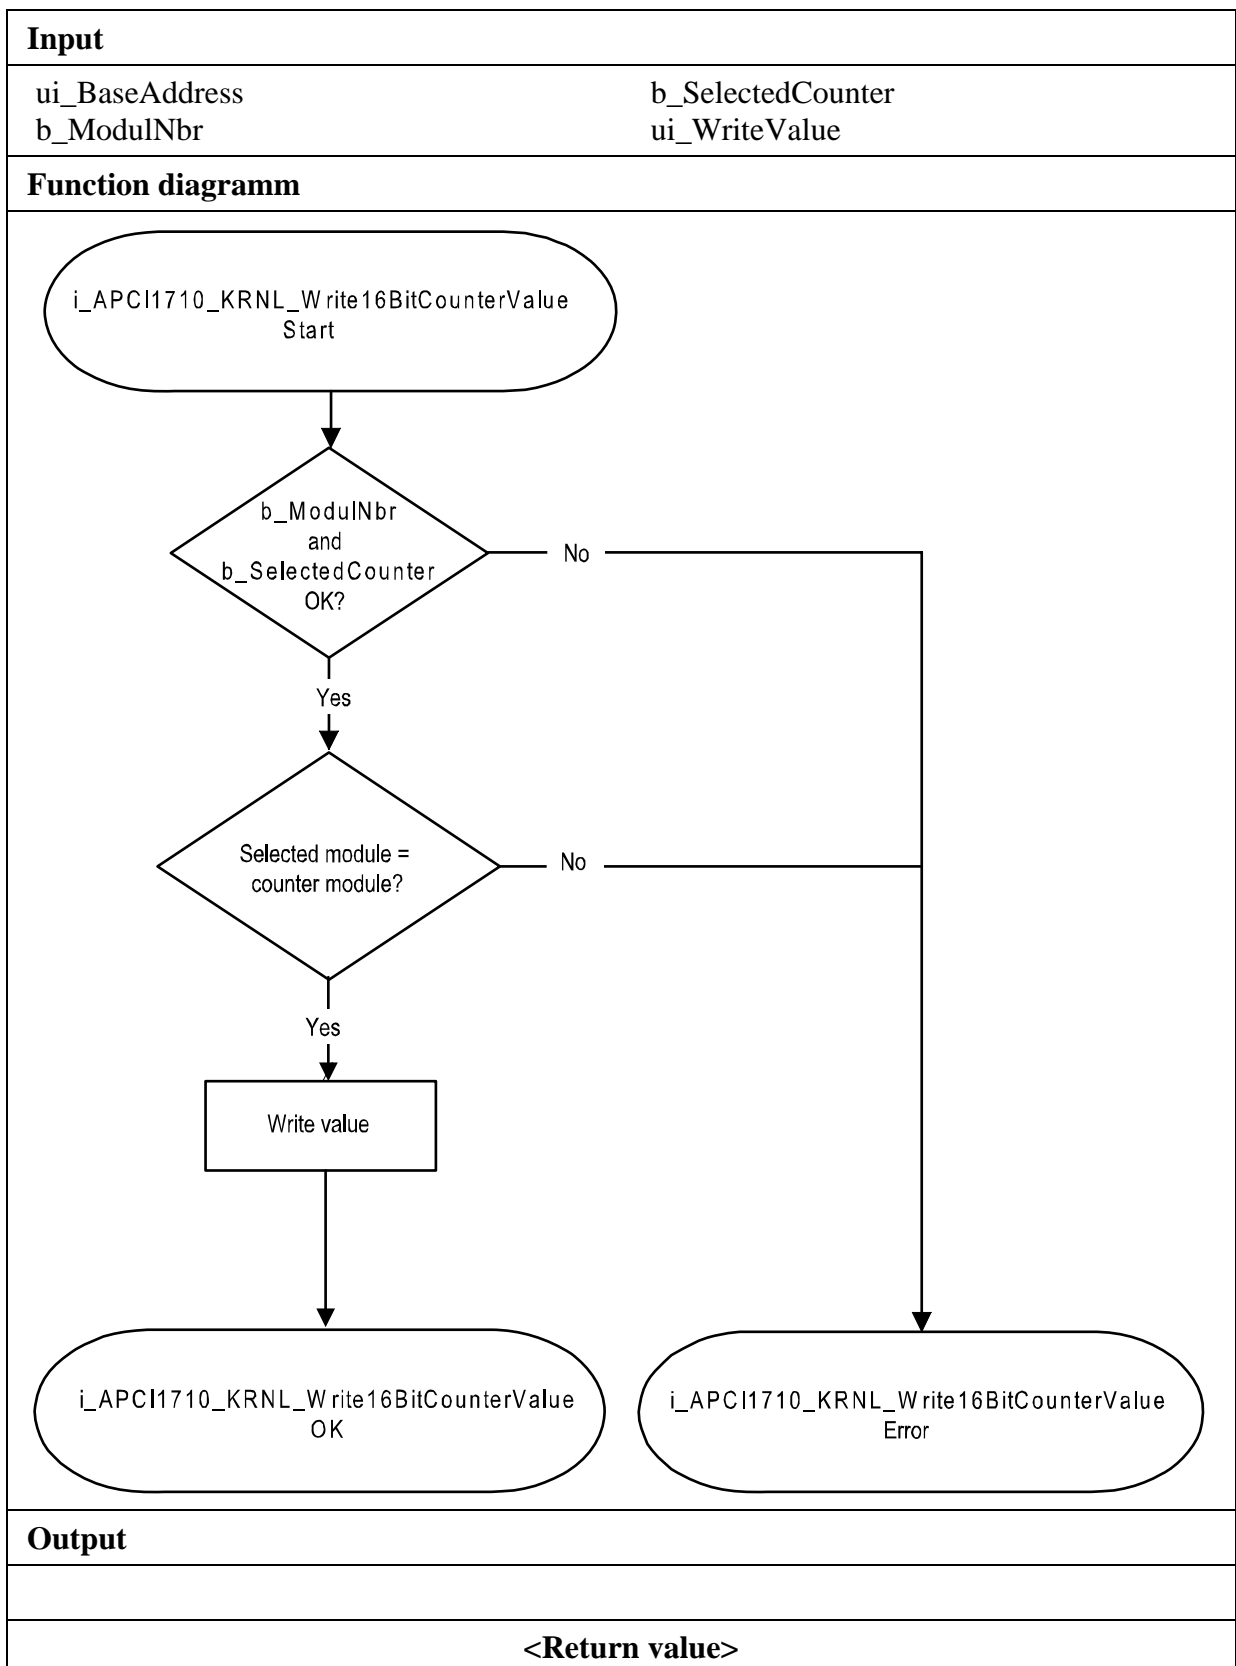 Input
ui_BaseAddress b_SelectedCounter
b_ModulNbr ui_WriteValue
Function diagramm
i_APCI1710_KRNL_Write16BitCounterValue
Start
b_ModulNbr
and
b_SelectedCounter
OK?
No
Yes
Selected module =
counter module?
No
Yes
Write value
i_APCI1710_KRNL_Write16BitCounterValue
OK
i_APCI1710_KRNL_Write16BitCounterValue
Error
Output
<Return value>